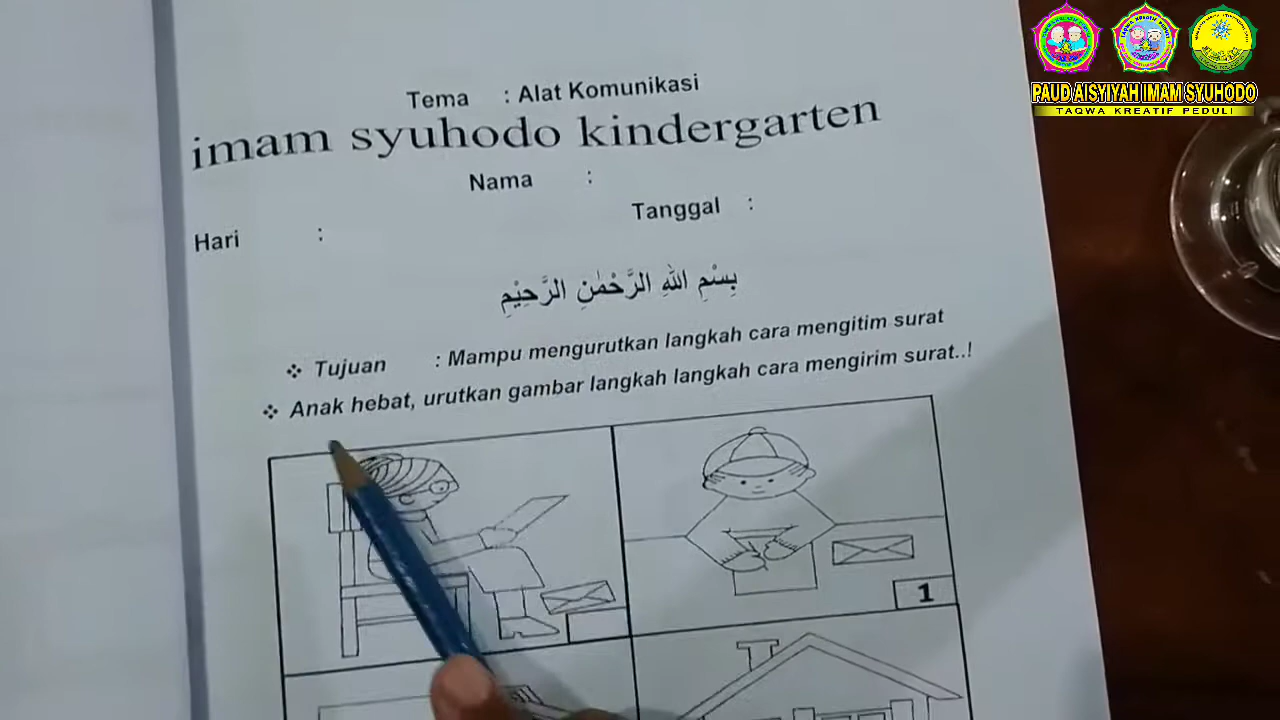 Tema : Alat Komunikasi
imam syuhodo kindergarten
Nama :
Tanggal :
Hari :
بِسْمِ اللهِ الرَّحْمٰنِ الرَّحِيْمِ
❖ Tujuan : Mampu mengurutkan langkah cara mengitim surat
❖ Anak hebat, urutkan gambar langkah langkah cara mengirim surat..!
1
PAUD AISYIYAH IMAM SYUHODO
TAQWA KREATIF PEDULI